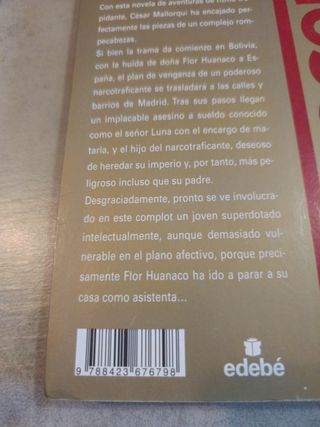 Con esta novela de aventuras de ritmo
pidante, César Mallorquí ha encajado per-
fectamente las piezas de un complejo rom-
pecabezas.
Si bien la trama da comienzo en Bolivia,
con la huida de doña Flor Huanaco a Es-
paña, el plan de venganza de un poderoso
narcotraficante se trasladará a las calles y
barrios de Madrid. Tras sus pasos llegan
un implacable asesino a sueldo conocido
como el señor Luna con el encargo de ma-
tarla, y el hijo del narcotraficante, deseoso
de heredar su imperio y, por tanto, más pe-
ligroso incluso que su padre.
Desgraciadamente, pronto se ve involucra-
do en este complot un joven superdotado
intelectualmente, aunque demasiado vul-
nerable en el plano afectivo, porque preci-
samente Flor Huanaco ha ido a parar a su
casa como asistenta...
9 788423 676798
edebé